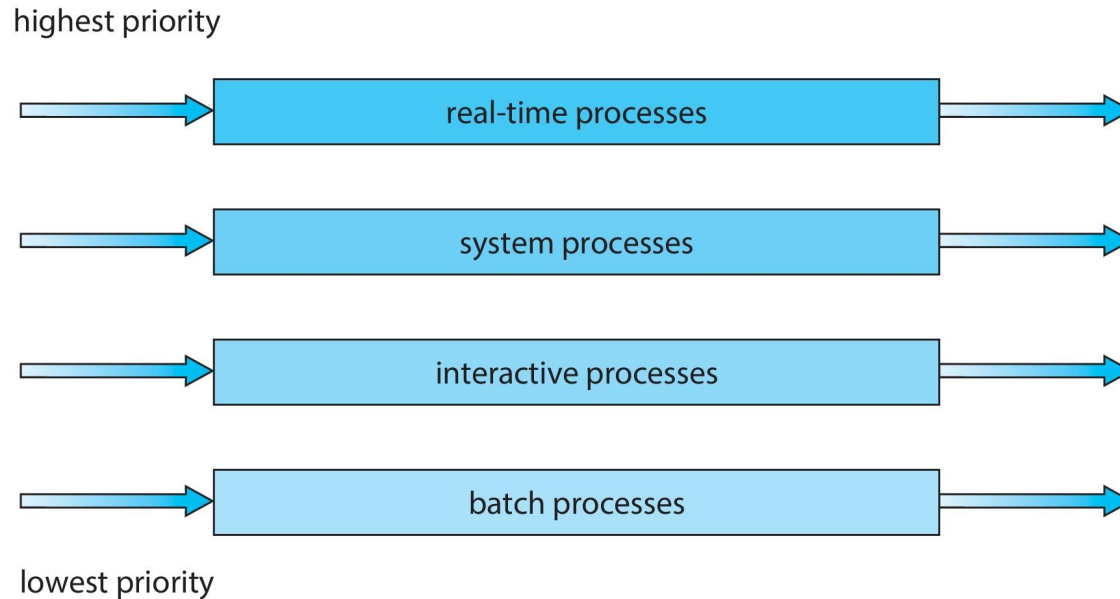 highest priority
real-time processes
system processes
interactive processes
batch processes
lowest priority